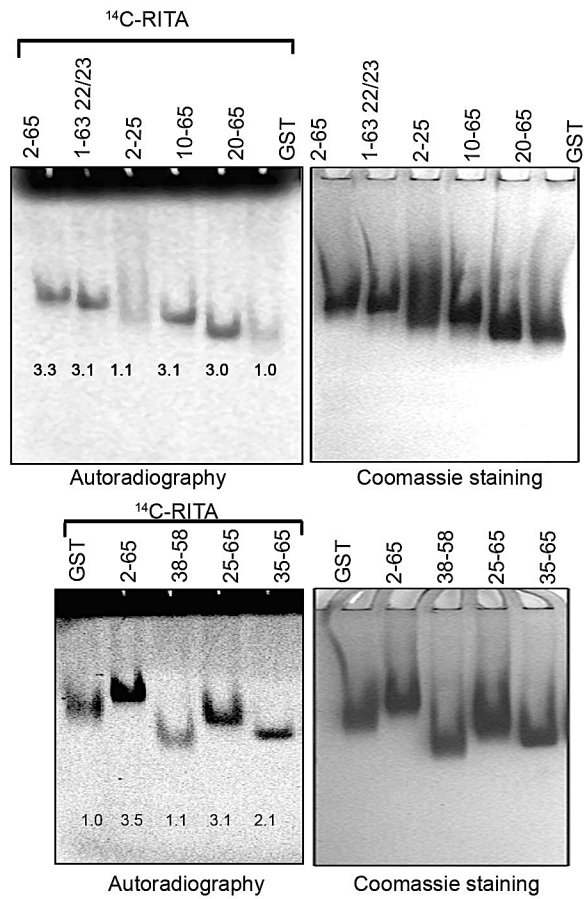 ¹⁴C-RITA
2-65 1-63 22/23 2-25 10-65 20-65 GST
2-65 1-63 22/23 2-25 10-65 20-65 GST
3.3 3.1 1.1 3.1 3.0 1.0
Autoradiography Coomassie staining
¹⁴C-RITA
GST 2-65 38-58 25-65 35-65
GST 2-65 38-58 25-65 35-65
1.0 3.5 1.1 3.1 2.1
Autoradiography Coomassie staining